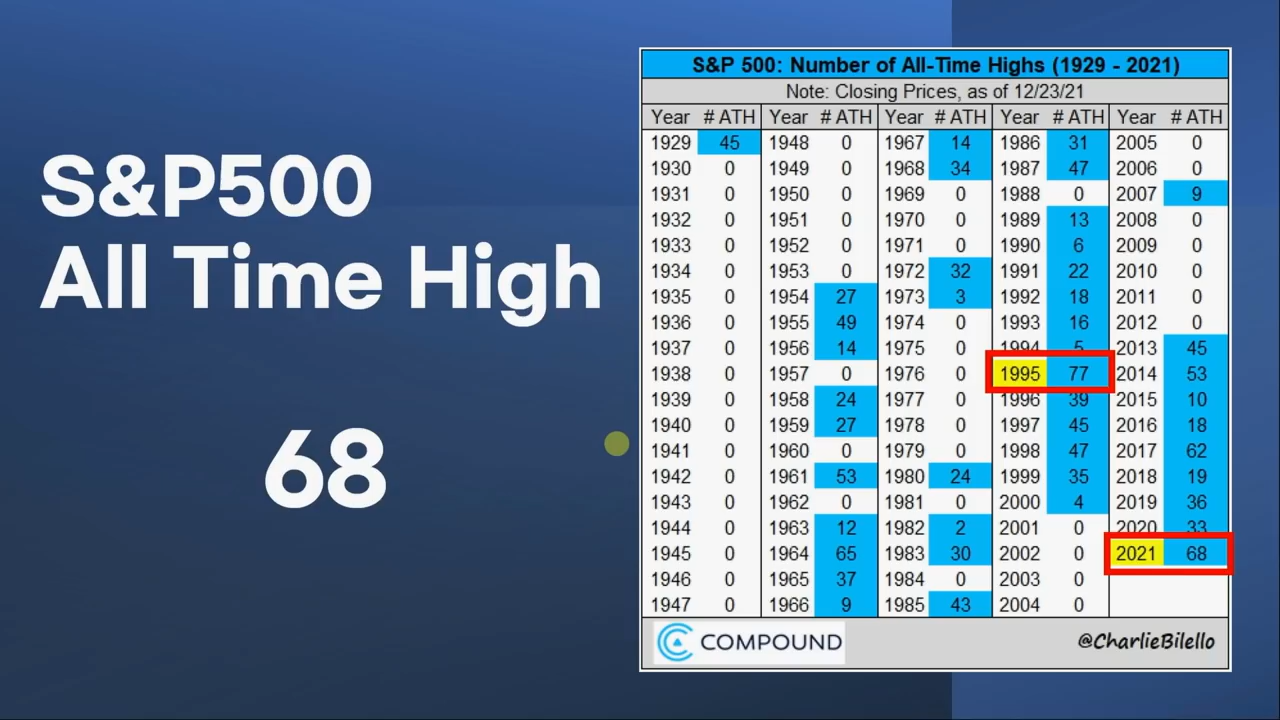 S&P500
All Time High
68
S&P 500: Number of All-Time Highs (1929 - 2021)
Note: Closing Prices, as of 12/23/21
Year # ATH Year # ATH Year # ATH Year # ATH Year # ATH
1929 45 1948 0 1967 14 1986 31 2005 0
1930 0 1949 0 1968 34 1987 47 2006 0
1931 0 1950 0 1969 0 1988 0 2007 9
1932 0 1951 0 1970 0 1989 13 2008 0
1933 0 1952 0 1971 0 1990 6 2009 0
1934 0 1953 0 1972 32 1991 22 2010 0
1935 0 1954 27 1973 3 1992 18 2011 0
1936 0 1955 49 1974 0 1993 16 2012 0
1937 0 1956 14 1975 0 1994 5 2013 45
1938 0 1957 0 1976 0 1995 77 2014 53
1939 0 1958 24 1977 0 1996 39 2015 10
1940 0 1959 27 1978 0 1997 45 2016 18
1941 0 1960 0 1979 0 1998 47 2017 62
1942 0 1961 53 1980 24 1999 35 2018 19
1943 0 1962 0 1981 0 2000 4 2019 36
1944 0 1963 12 1982 2 2001 0 2020 33
1945 0 1964 65 1983 30 2002 0 2021 68
1946 0 1965 37 1984 0 2003 0
1947 0 1966 9 1985 43 2004 0
COMPOUND @CharlieBilello